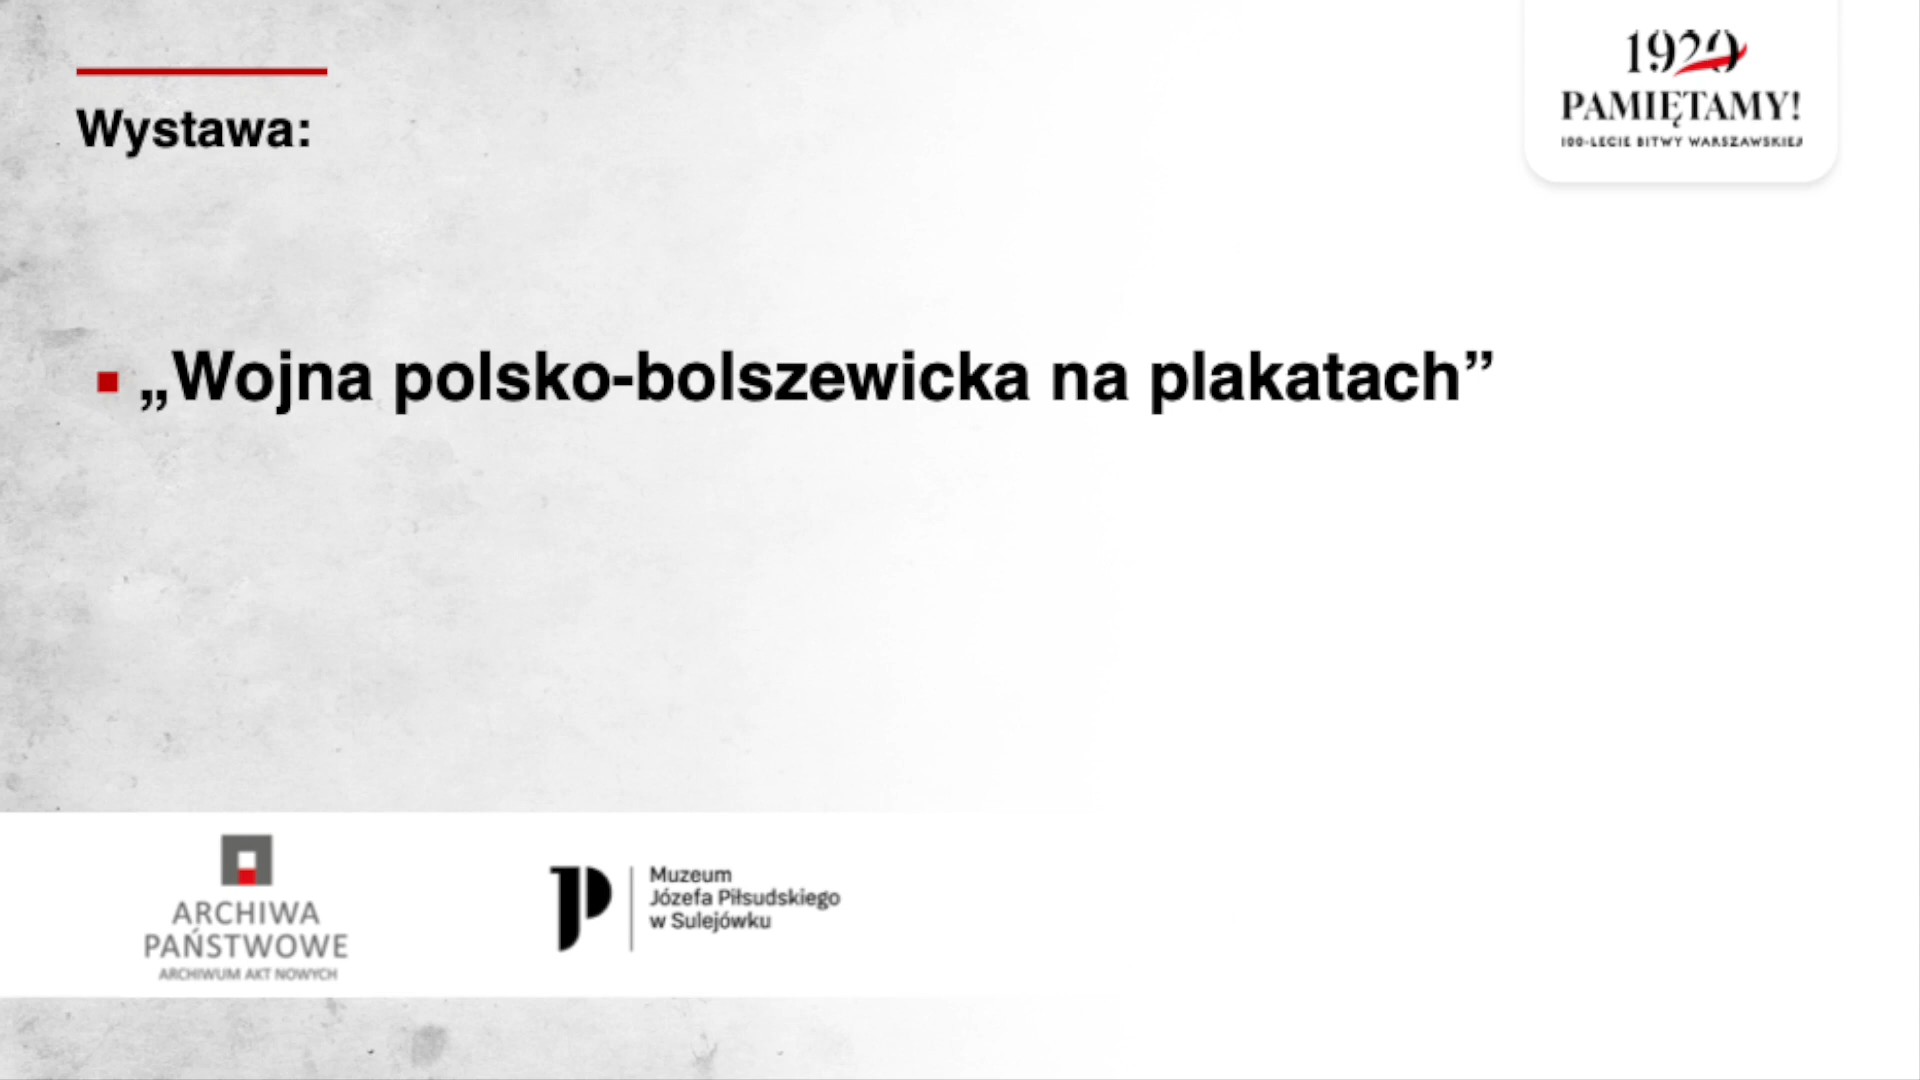 Wystawa:
1920
PAMIĘTAMY!
100-LECIE BITWY WARSZAWSKIEJ
„Wojna polsko-bolszewicka na plakatach”
ARCHIWA
PAŃSTWOWE
ARCHIWUM AKT NOWYCH
Muzeum
Józefa Piłsudskiego
w Sulejówku